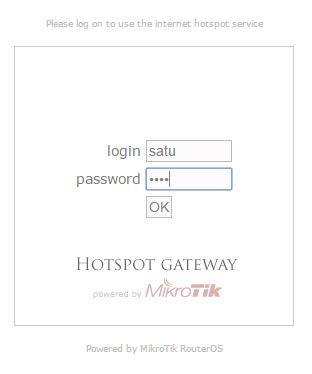 Please log on to use the internet hotspot service
login satu
password ••••
OK
HOTSPOT GATEWAY
powered by MikroTik
Powered by MikroTik RouterOS